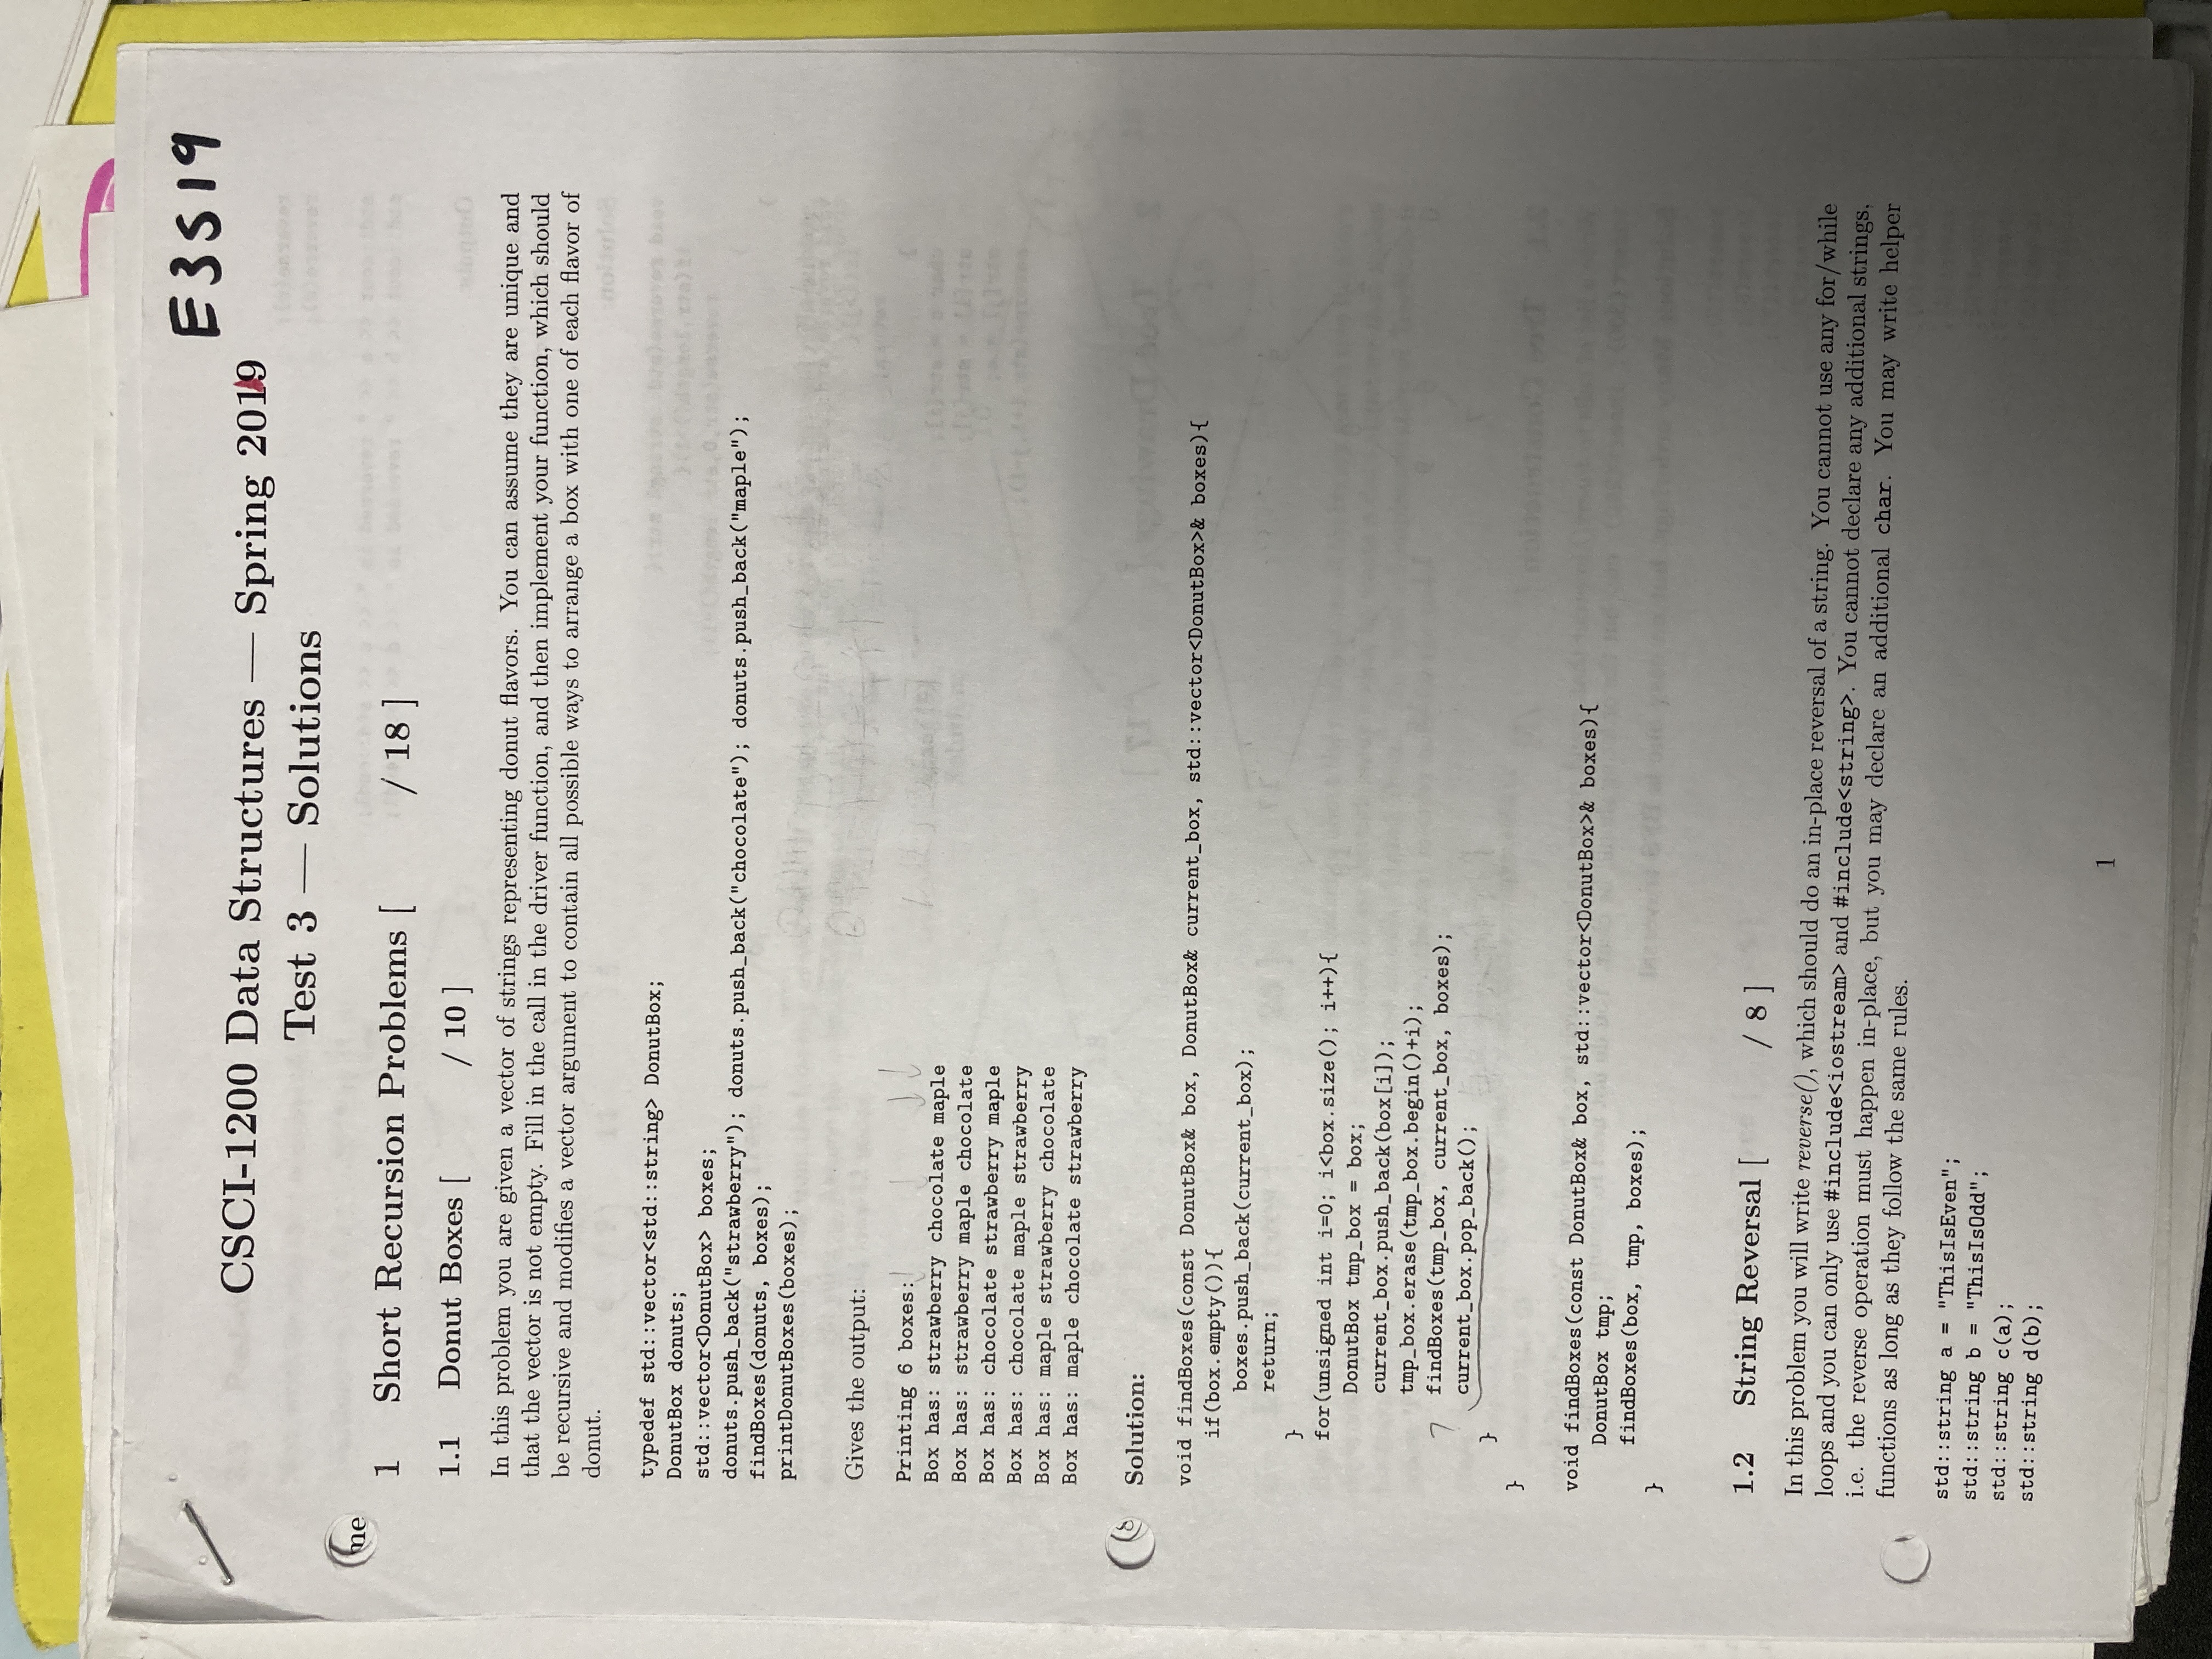 E3S19
CSCI-1200 Data Structures — Spring 2019
Test 3 — Solutions
me
1 Short Recursion Problems [ / 18 ]
1.1 Donut Boxes [ / 10 ]
In this problem you are given a vector of strings representing donut flavors. You can assume they are unique and
that the vector is not empty. Fill in the call in the driver function, and then implement your function, which should
be recursive and modifies a vector argument to contain all possible ways to arrange a box with one of each flavor of
donut.
typedef std::vector<std::string> DonutBox;
DonutBox donuts;
std::vector<DonutBox> boxes;
donuts.push_back("strawberry"); donuts.push_back("chocolate"); donuts.push_back("maple");
findBoxes(donuts, boxes);
printDonutBoxes(boxes);
Gives the output:
Printing 6 boxes:
Box has: strawberry chocolate maple
Box has: strawberry maple chocolate
Box has: chocolate strawberry maple
Box has: chocolate maple strawberry
Box has: maple strawberry chocolate
Box has: maple chocolate strawberry
Solution:
void findBoxes(const DonutBox& box, DonutBox& current_box, std::vector<DonutBox>& boxes){
if(box.empty()){
boxes.push_back(current_box);
return;
}
for(unsigned int i=0; i<box.size(); i++){
DonutBox tmp_box = box;
current_box.push_back(box[i]);
tmp_box.erase(tmp_box.begin()+i);
findBoxes(tmp_box, current_box, boxes);
current_box.pop_back();
}
}
void findBoxes(const DonutBox& box, std::vector<DonutBox>& boxes){
DonutBox tmp;
findBoxes(box, tmp, boxes);
}
1.2 String Reversal [ / 8 ]
In this problem you will write reverse(), which should do an in-place reversal of a string. You cannot use any for/while
loops and you can only use #include<iostream> and #include<string>. You cannot declare any additional strings,
i.e. the reverse operation must happen in-place, but you may declare an additional char. You may write helper
functions as long as they follow the same rules.
std::string a = "ThisIsEven";
std::string b = "ThisIsOdd";
std::string c(a);
std::string d(b);
1